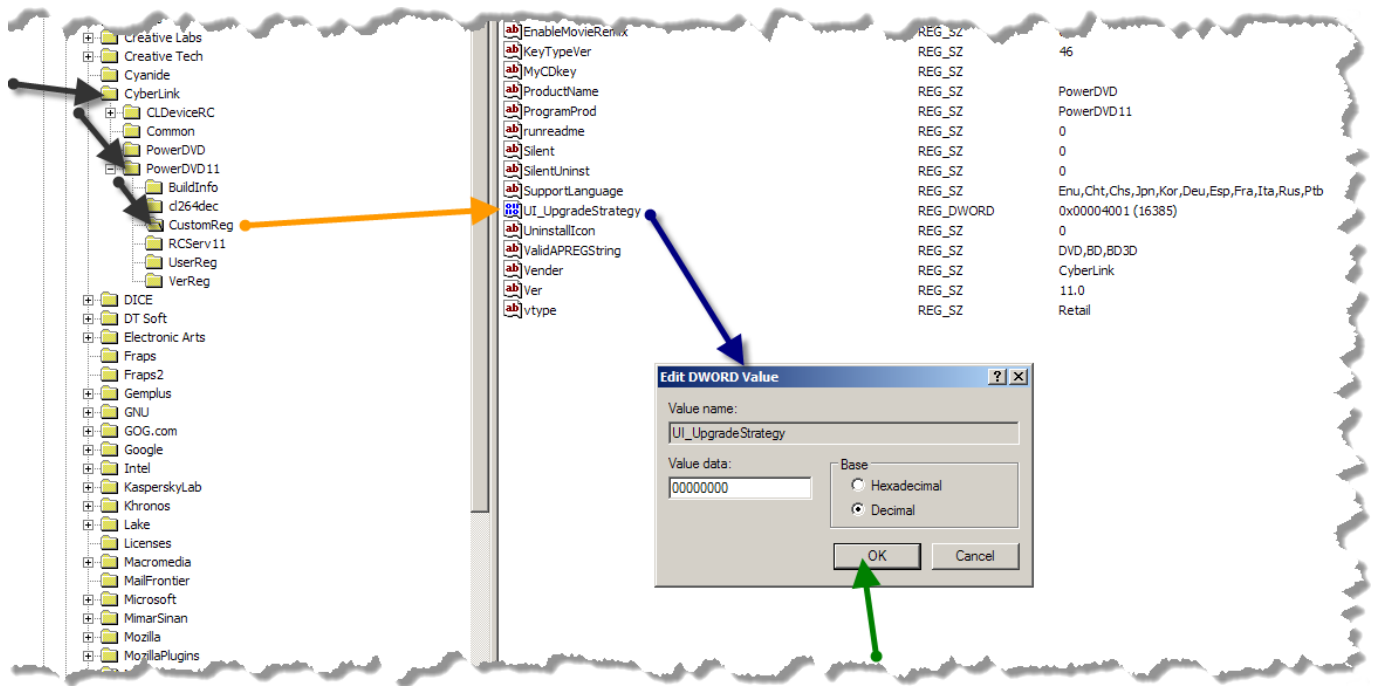 Creative Labs
Creative Tech
Cyanide
CyberLink
CLDeviceRC
Common
PowerDVD
PowerDVD11
BuildInfo
cl264dec
CustomReg
RCServ11
UserReg
VerReg
DICE
DT Soft
Electronic Arts
Fraps
Fraps2
Gemplus
GNU
GOG.com
Google
Intel
KasperskyLab
Khronos
Lake
Licenses
Macromedia
MailFrontier
Microsoft
MimarSinan
Mozilla
MozillaPlugins
EnableMovieRemix REG_SZ
KeyTypeVer REG_SZ 46
MyCDkey REG_SZ
ProductName REG_SZ PowerDVD
ProgramProd REG_SZ PowerDVD11
runreadme REG_SZ 0
Silent REG_SZ 0
SilentUninst REG_SZ 0
SupportLanguage REG_SZ Enu,Cht,Chs,Jpn,Kor,Deu,Esp,Fra,Ita,Rus,Ptb
UI_UpgradeStrategy REG_DWORD 0x00004001 (16385)
UninstallIcon REG_SZ 0
ValidAPREGString REG_SZ DVD,BD,BD3D
Vender REG_SZ CyberLink
Ver REG_SZ 11.0
vtype REG_SZ Retail
Edit DWORD Value
Value name:
UI_UpgradeStrategy
Value data:
00000000
Base
Hexadecimal
Decimal
OK Cancel